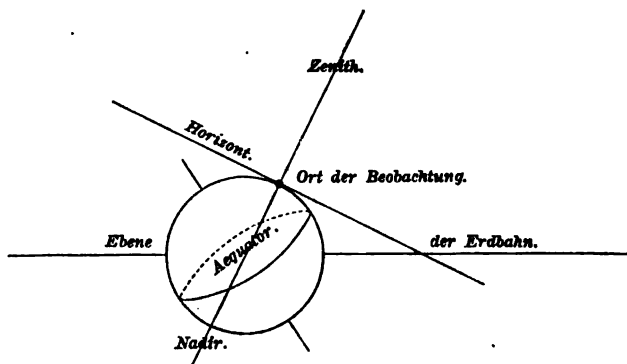 Zenith.
Horizont.
Ort der Beobachtung.
Ebene
der Erdbahn.
Aequator.
Nadir.